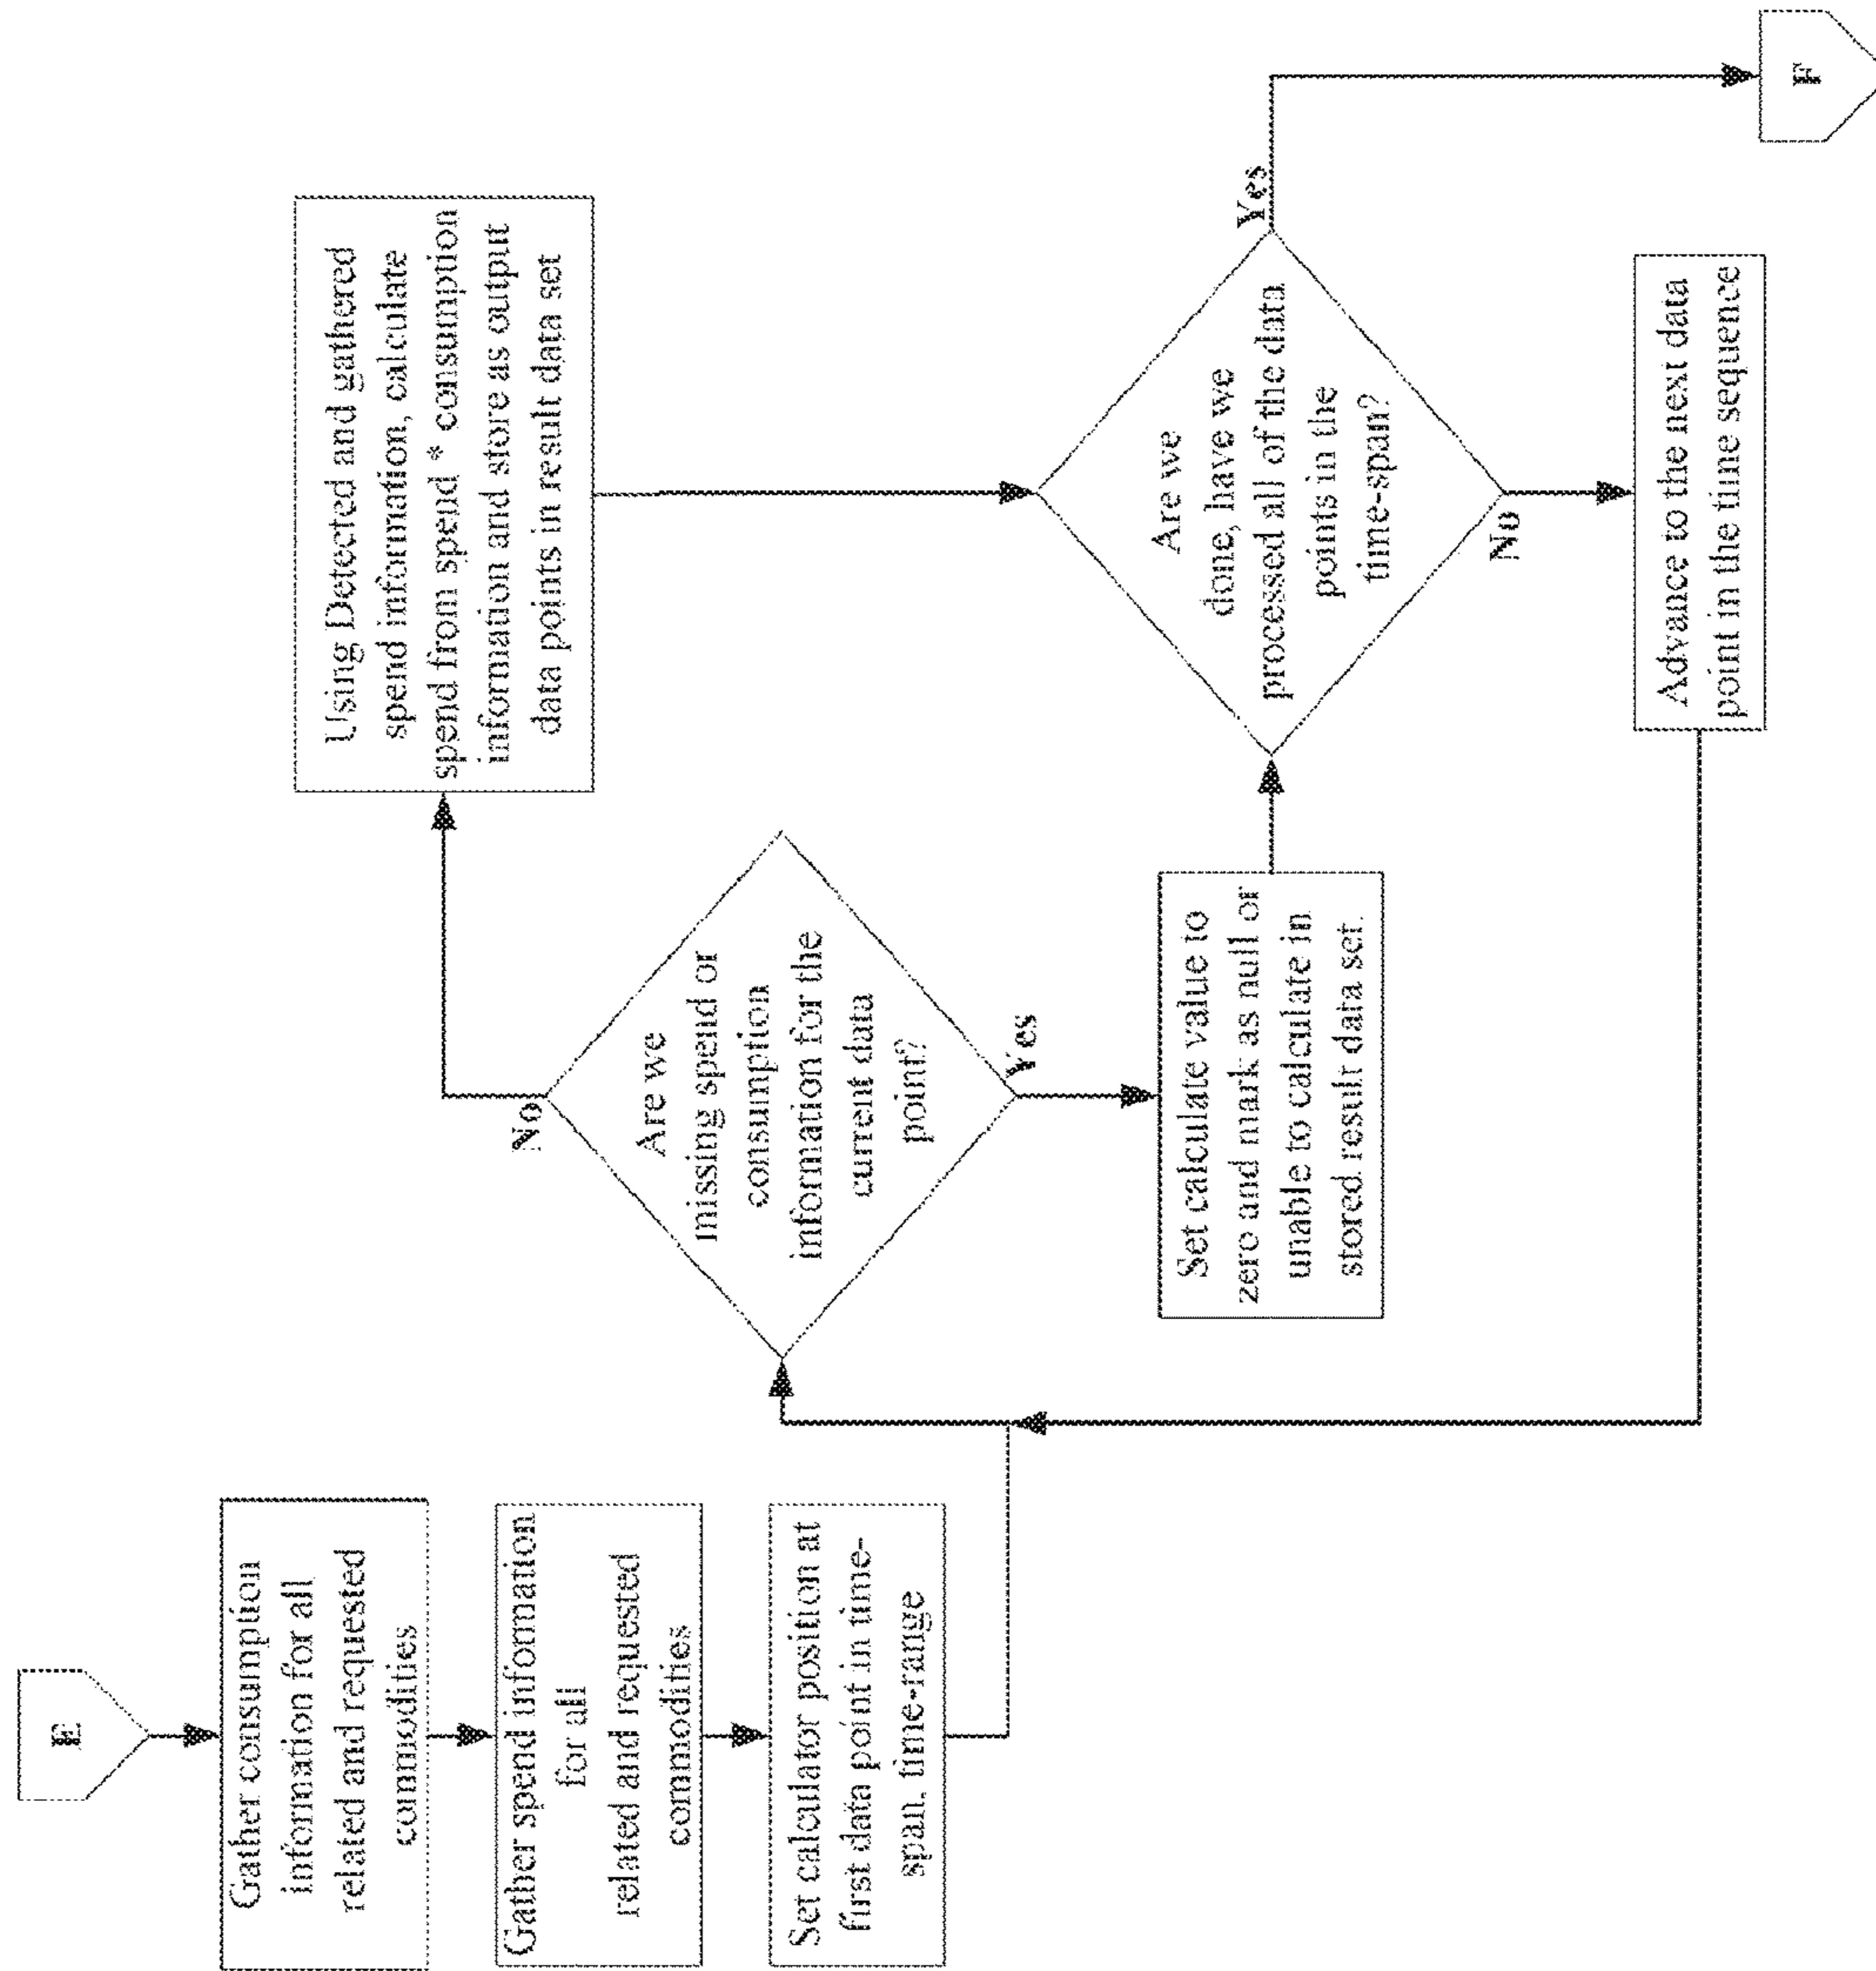 E
Gather consumption
information for all
related and requested
commodities
Gather spend information
for all
related and requested
commodities
Set calculator position at
first data point in time-
span, time-range
Are we
missing spend or
consumption
information for the
current data
point?
No
Yes
Using Detected and gathered
spend information, calculate
spend from spend * consumption
information and store as output
data points in result data set
Set calculate value to
zero and mark as null or
unable to calculate in
stored result data set.
Are we
done, have we
processed all of the data
points in the
time-span?
Yes
No
Advance to the next data
point in the time sequence
F